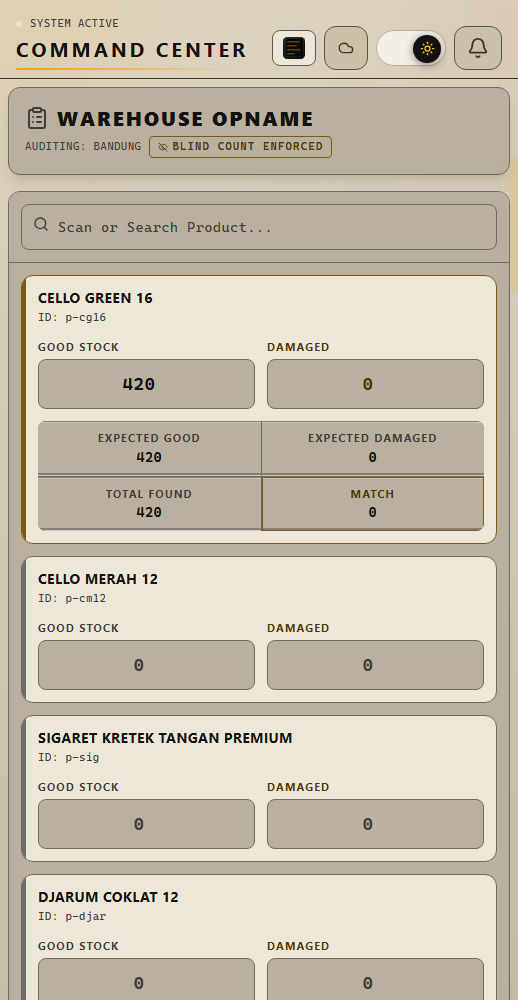 SYSTEM ACTIVE
COMMAND CENTER
WAREHOUSE OPNAME
AUDITING: BANDUNG BLIND COUNT ENFORCED
Scan or Search Product...
CELLO GREEN 16
ID: p-cg16
GOOD STOCK DAMAGED
420 0
EXPECTED GOOD EXPECTED DAMAGED
420 0
TOTAL FOUND MATCH
420 0
CELLO MERAH 12
ID: p-cm12
GOOD STOCK DAMAGED
0 0
SIGARET KRETEK TANGAN PREMIUM
ID: p-sig
GOOD STOCK DAMAGED
0 0
DJARUM COKLAT 12
ID: p-djar
GOOD STOCK DAMAGED
0 0